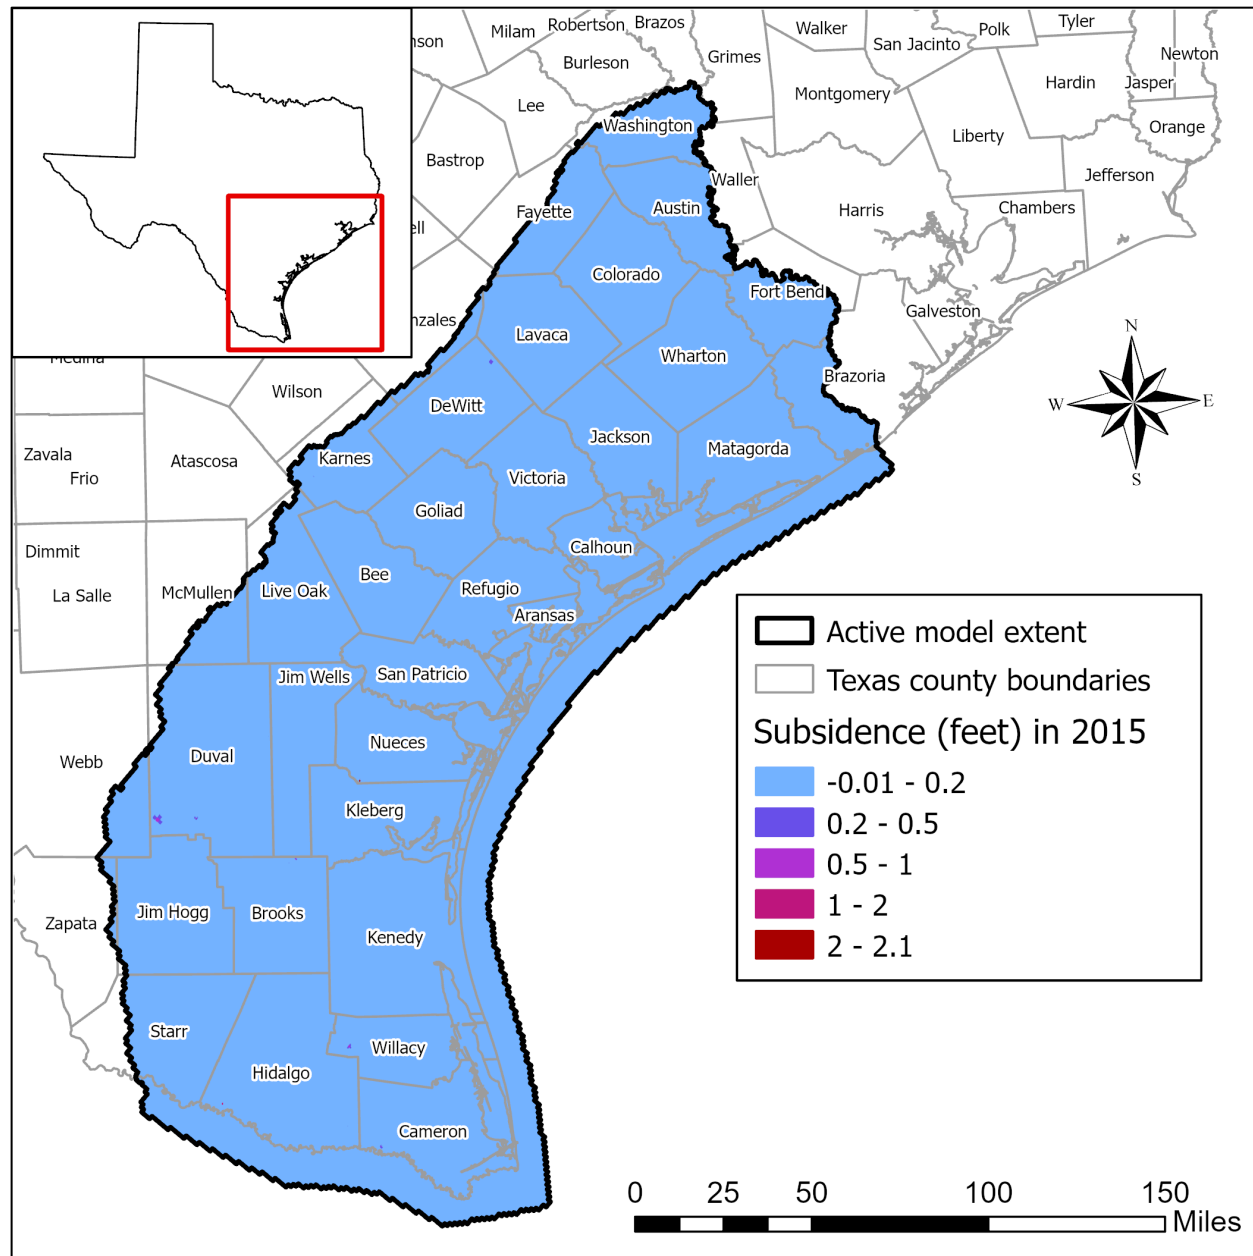 Milam
Robertson
Brazos
Walker
Polk
Tyler
nson
Grimes
San Jacinto
Newton
Burleson
Hardin
Jasper
Montgomery
Lee
Washington
Liberty
Orange
Bastrop
Waller
Jefferson
Fayette
Austin
Harris
Chambers
ell
Colorado
Fort Bend
Galveston
nzales
Lavaca
Wharton
Medina
Brazoria
Wilson
DeWitt
Jackson
Matagorda
Zavala
Frio
Atascosa
Karnes
Victoria
Goliad
Dimmit
Calhoun
La Salle
McMullen
Live Oak
Bee
Refugio
Aransas
Jim Wells
San Patricio
Webb
Duval
Nueces
Kleberg
Zapata
Jim Hogg
Brooks
Kenedy
Starr
Willacy
Hidalgo
Cameron
N
W
E
S
Active model extent
Texas county boundaries
Subsidence (feet) in 2015
-0.01 - 0.2
0.2 - 0.5
0.5 - 1
1 - 2
2 - 2.1
0 25 50 100 150
Miles